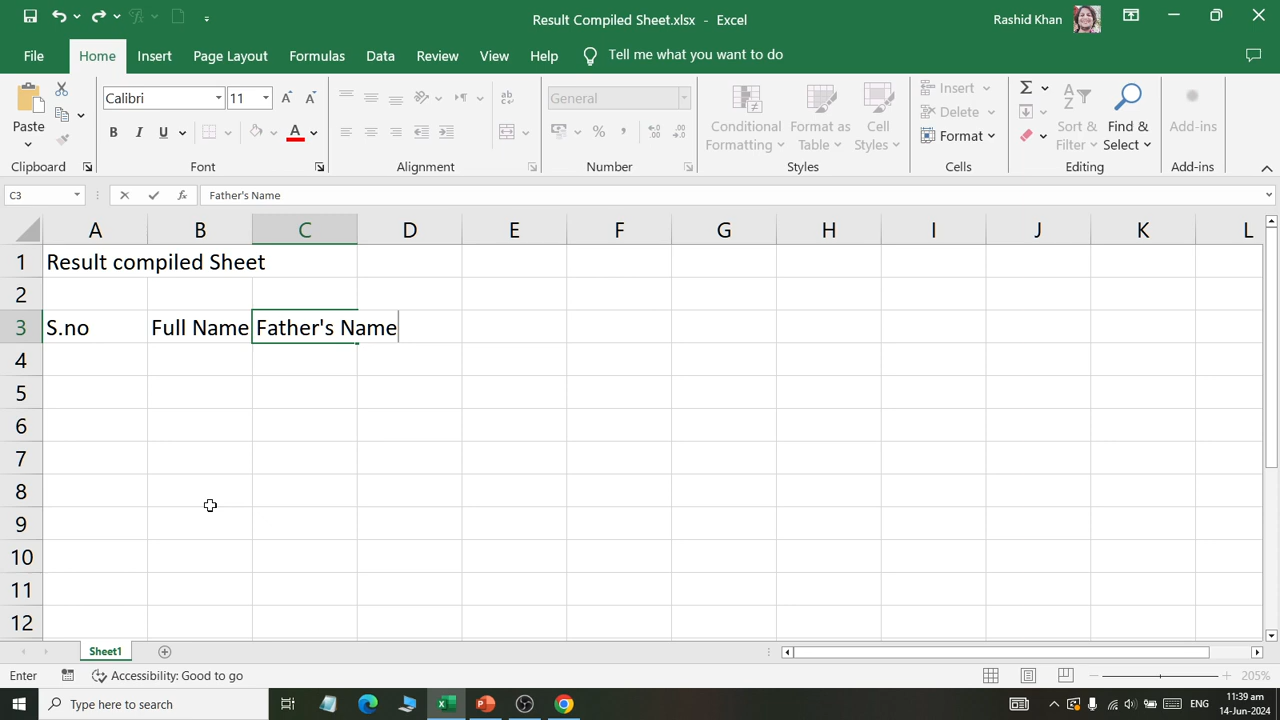 Result Compiled Sheet.xlsx - Excel
Rashid Khan
File Home Insert Page Layout Formulas Data Review View Help Tell me what you want to do
Paste
Clipboard
Calibri 11
B I U A
Font
Alignment
General
% ,
Number
Conditional Formatting
Format as Table
Cell Styles
Styles
Insert
Delete
Format
Cells
Sort & Filter
Find & Select
Editing
Add-ins
Add-ins
C3 fx Father's Name
A B C D E F G H I J K L
1 Result compiled Sheet
2
3 S.no Full Name Father's Name
4
5
6
7
8
9
10
11
12
Sheet1
Enter Accessibility: Good to go 205%
Type here to search
ENG 11:39 am
14-Jun-2024